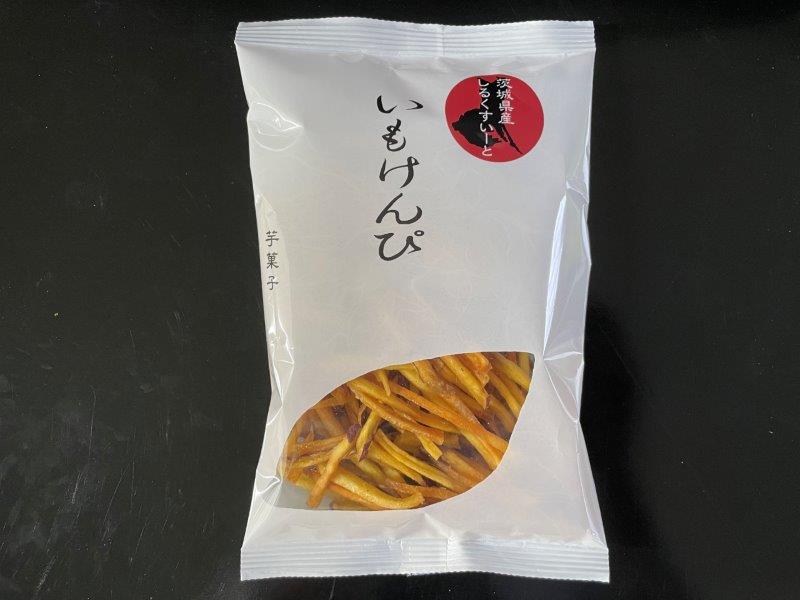 茨城県産
しるくすいーと
いもけんぴ
芋菓子